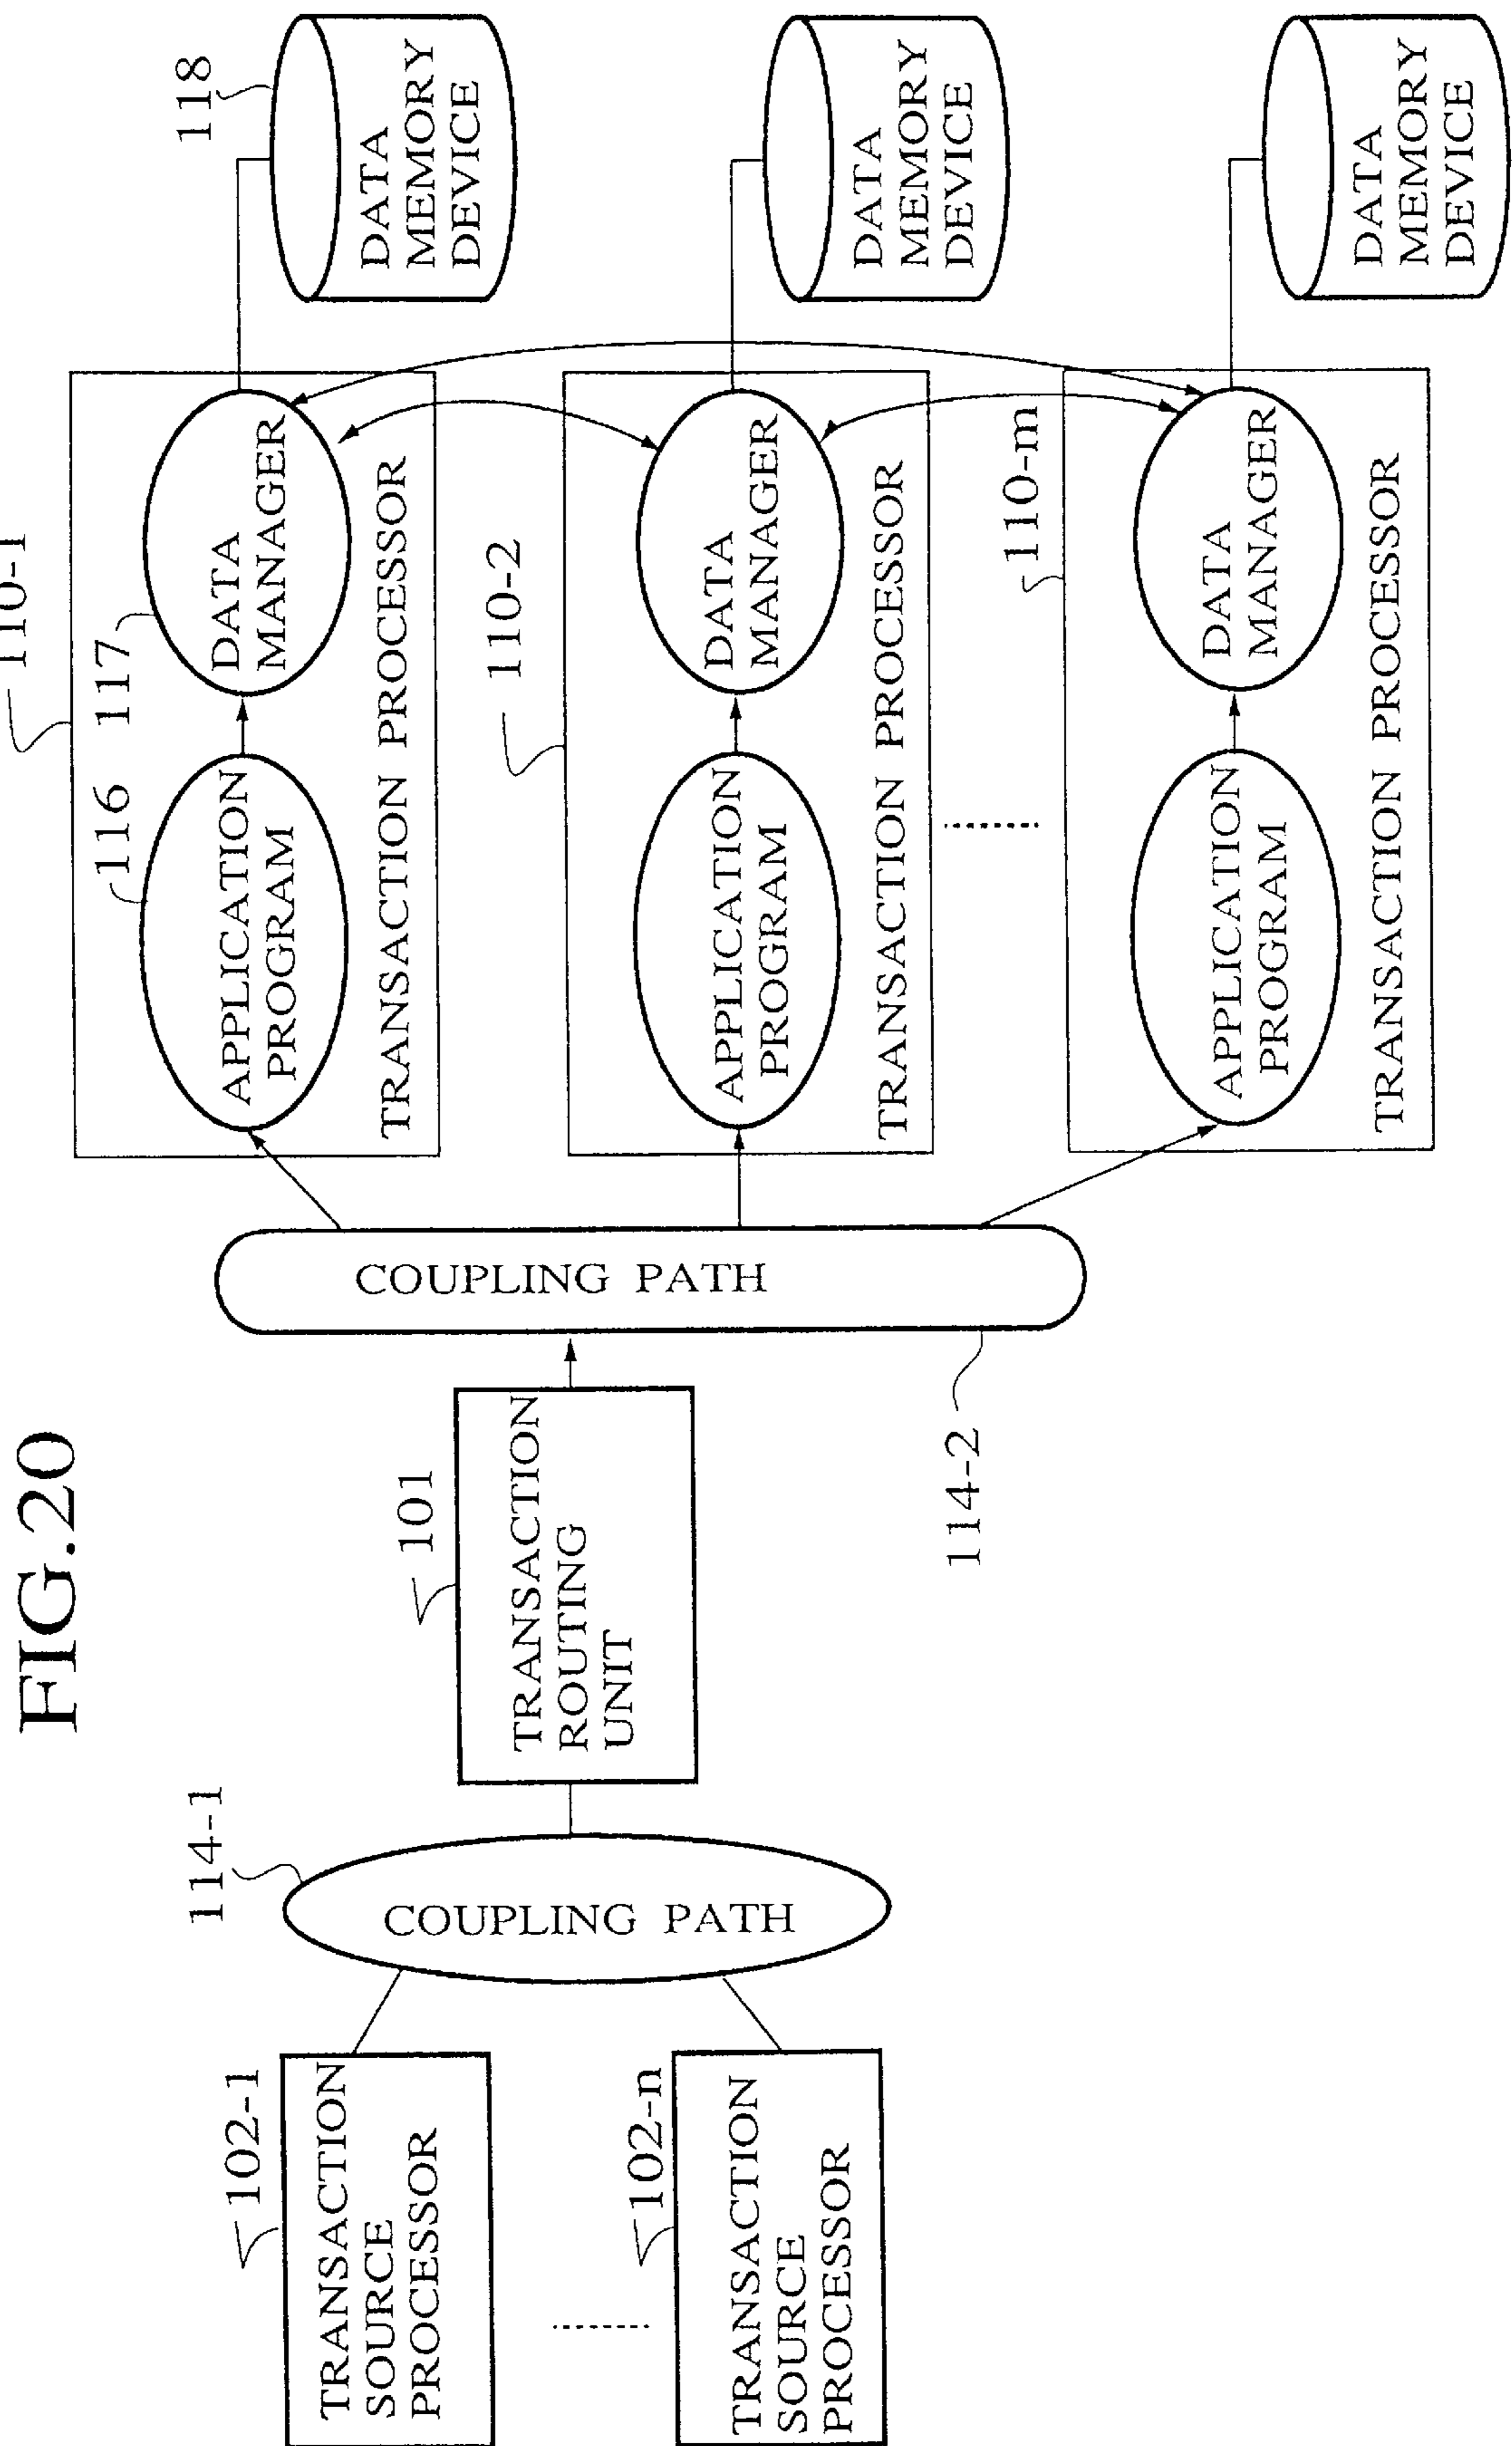 FIG.20
102-1
TRANSACTION
SOURCE
PROCESSOR
102-n
TRANSACTION
SOURCE
PROCESSOR
114-1
COUPLING PATH
101
TRANSACTION
ROUTING
UNIT
COUPLING PATH
114-2
110-1
116
117
APPLICATION
PROGRAM
DATA
MANAGER
TRANSACTION PROCESSOR
118
DATA
MEMORY
DEVICE
110-2
APPLICATION
PROGRAM
DATA
MANAGER
TRANSACTION PROCESSOR
DATA
MEMORY
DEVICE
110-m
APPLICATION
PROGRAM
DATA
MANAGER
TRANSACTION PROCESSOR
DATA
MEMORY
DEVICE